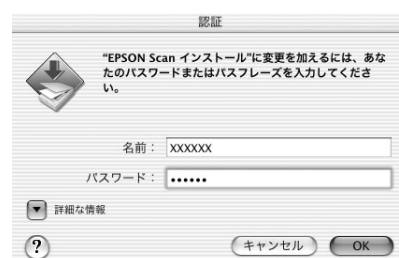 認証
“EPSON Scan インストール”に変更を加えるには、あな
たのパスワードまたはパスフレーズを入力してくださ
い。
名前： XXXXXX
パスワード： ••••••
詳細な情報
? キャンセル OK